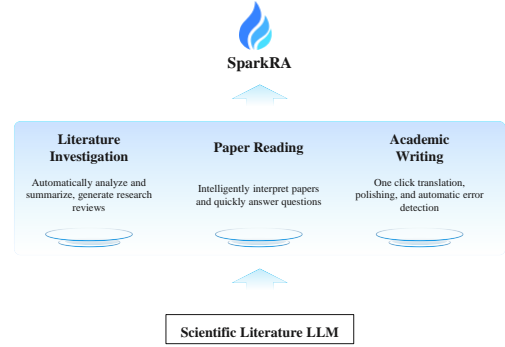 SparkRA
Literature
Investigation
Automatically analyze and
summarize, generate research
reviews
Paper Reading
Intelligently interpret papers
and quickly answer questions
Academic
Writing
One click translation,
polishing, and automatic error
detection
Scientific Literature LLM